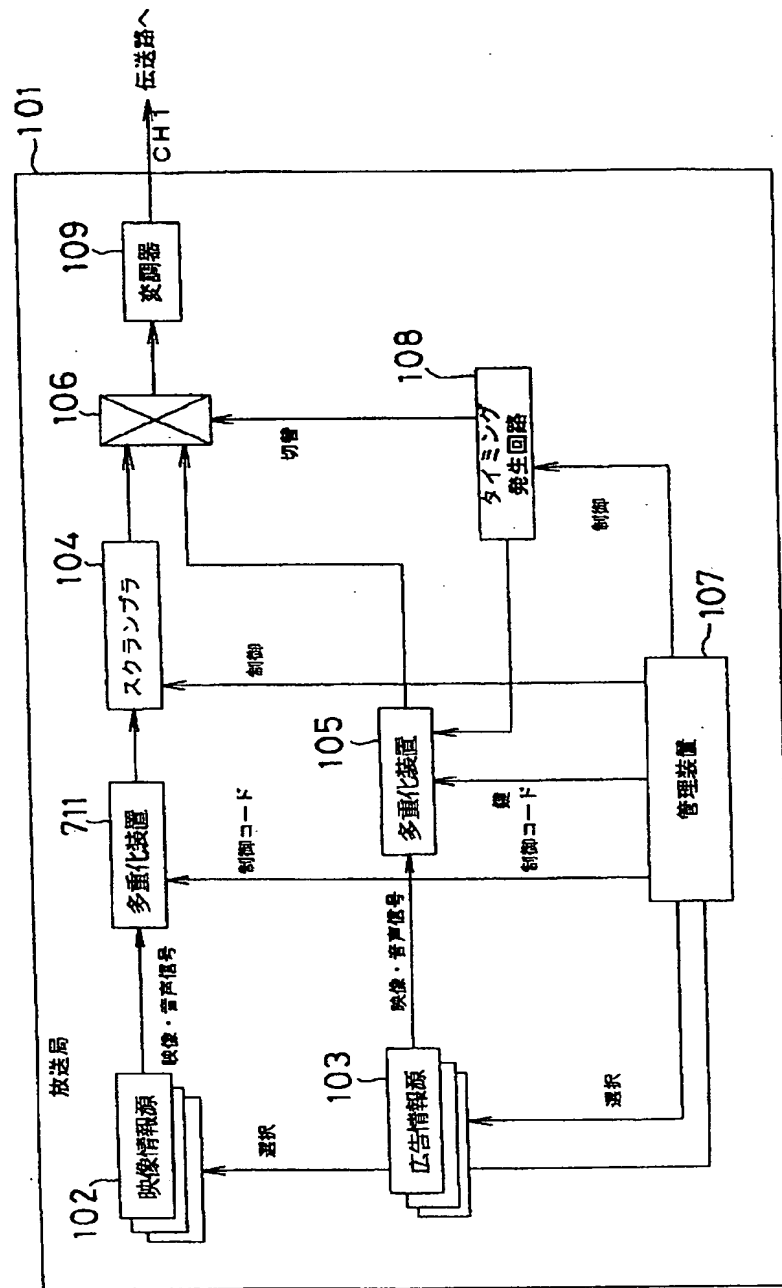 放送局
101
102
映像情報源
映像・音声信号
711
多重化装置
104
スクランブラ
106
109
変調器
CH1
伝送路へ
選択
制御コード
制御
切替
103
広告情報源
映像・音声信号
105
多重化装置
108
タイミング
発生回路
選択
制御コード
鍵
制御
107
管理装置